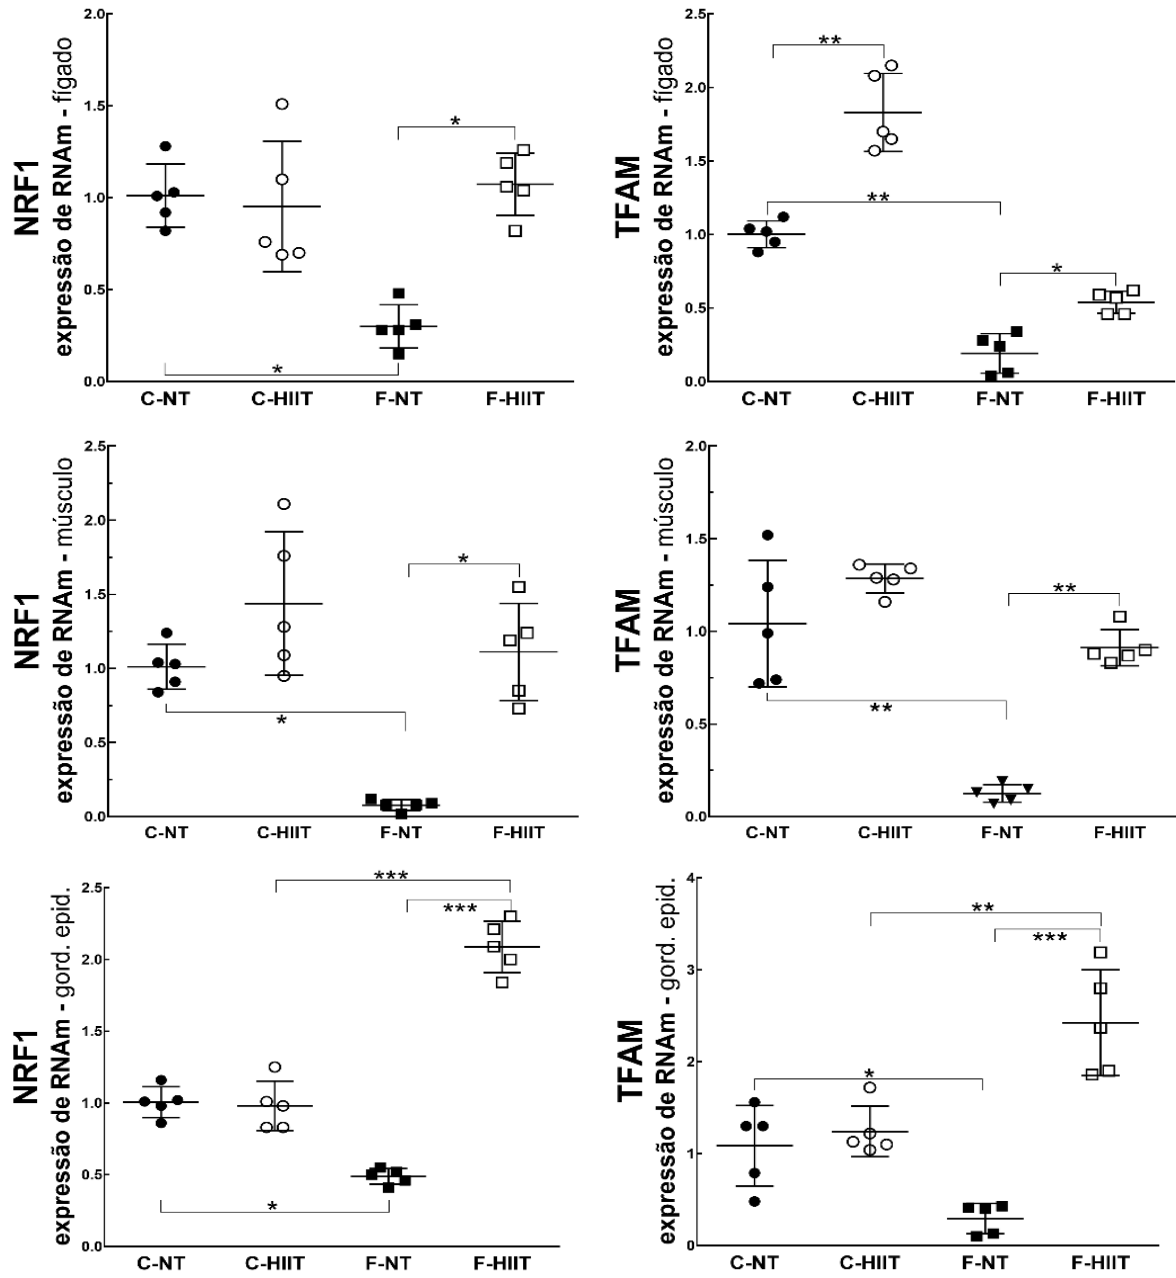 NRF1
expressão de RNAm - fígado
2.0
1.5
1.0
0.5
0.0
*
*
C-NT C-HIIT F-NT F-HIIT
TFAM
expressão de RNAm - fígado
2.5
2.0
1.5
1.0
0.5
0.0
**
**
*
C-NT C-HIIT F-NT F-HIIT
NRF1
expressão de RNAm - músculo
2.5
2.0
1.5
1.0
0.5
0.0
*
*
C-NT C-HIIT F-NT F-HIIT
TFAM
expressão de RNAm - músculo
2.0
1.5
1.0
0.5
0.0
**
**
C-NT C-HIIT F-NT F-HIIT
NRF1
expressão de RNAm - gord. epid.
2.5
2.0
1.5
1.0
0.5
0.0
***
***
*
C-NT C-HIIT F-NT F-HIIT
TFAM
expressão de RNAm - gord. epid.
4
3
2
1
0
**
***
*
C-NT C-HIIT F-NT F-HIIT